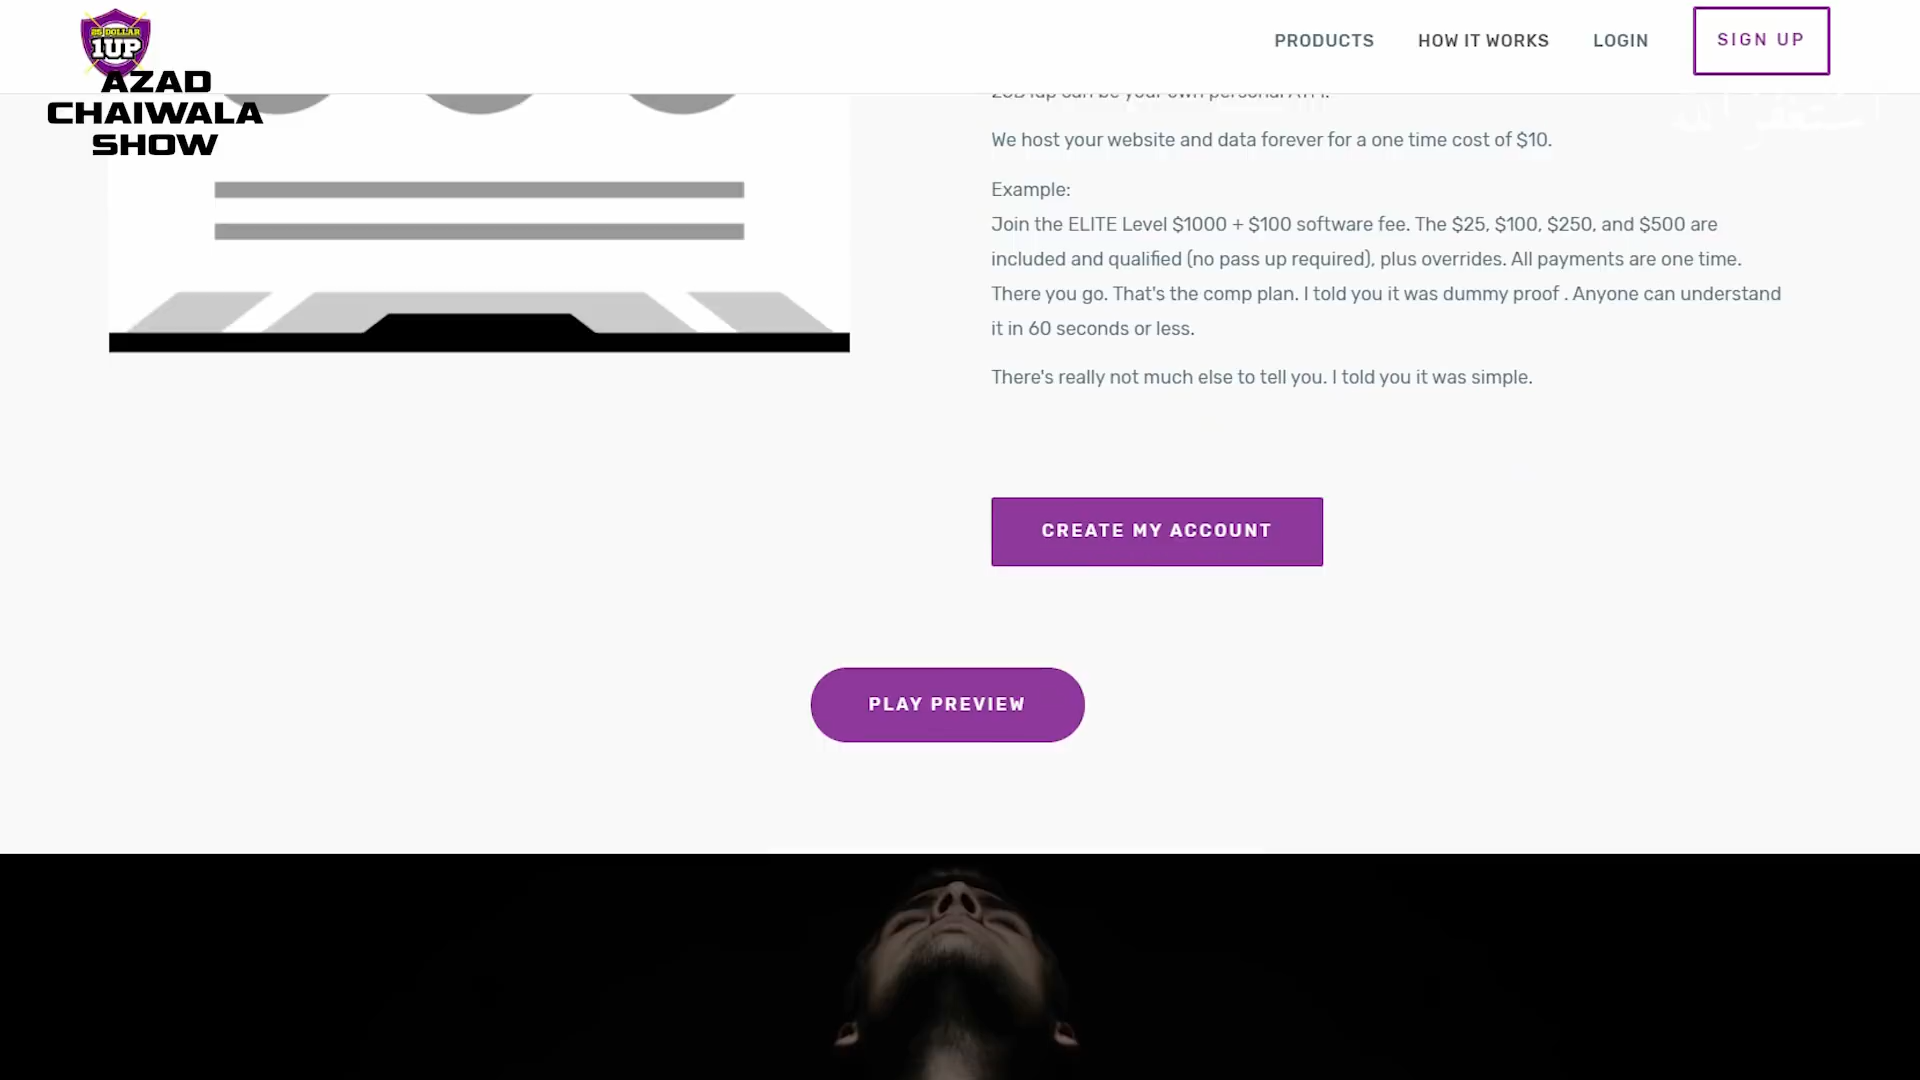 25 DOLLAR
1UP
AZAD
CHAIWALA
SHOW
PRODUCTS
HOW IT WORKS
LOGIN
SIGN UP
We host your website and data forever for a one time cost of $10.
Example:
Join the ELITE Level $1000 + $100 software fee. The $25, $100, $250, and $500 are
included and qualified (no pass up required), plus overrides. All payments are one time.
There you go. That's the comp plan. I told you it was dummy proof . Anyone can understand
it in 60 seconds or less.
There's really not much else to tell you. I told you it was simple.
CREATE MY ACCOUNT
PLAY PREVIEW